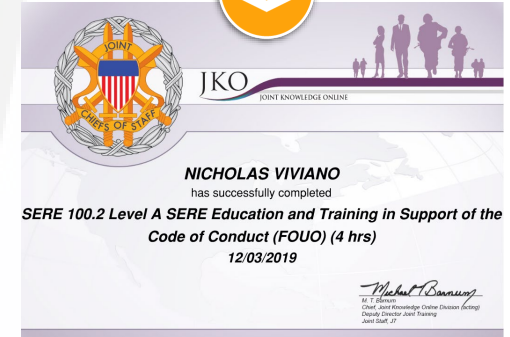 JOINT
CHIEFS OF STAFF
JKO
JOINT KNOWLEDGE ONLINE
NICHOLAS VIVIANO
has successfully completed
SERE 100.2 Level A SERE Education and Training in Support of the
Code of Conduct (FOUO) (4 hrs)
12/03/2019
Michael T Barnum
M. T. Barnum
Chief, Joint Knowledge Online Division (acting)
Deputy Director Joint Training
Joint Staff, J7